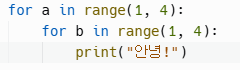 for a in range(1, 4):
    for b in range(1, 4):
        print("안녕!")